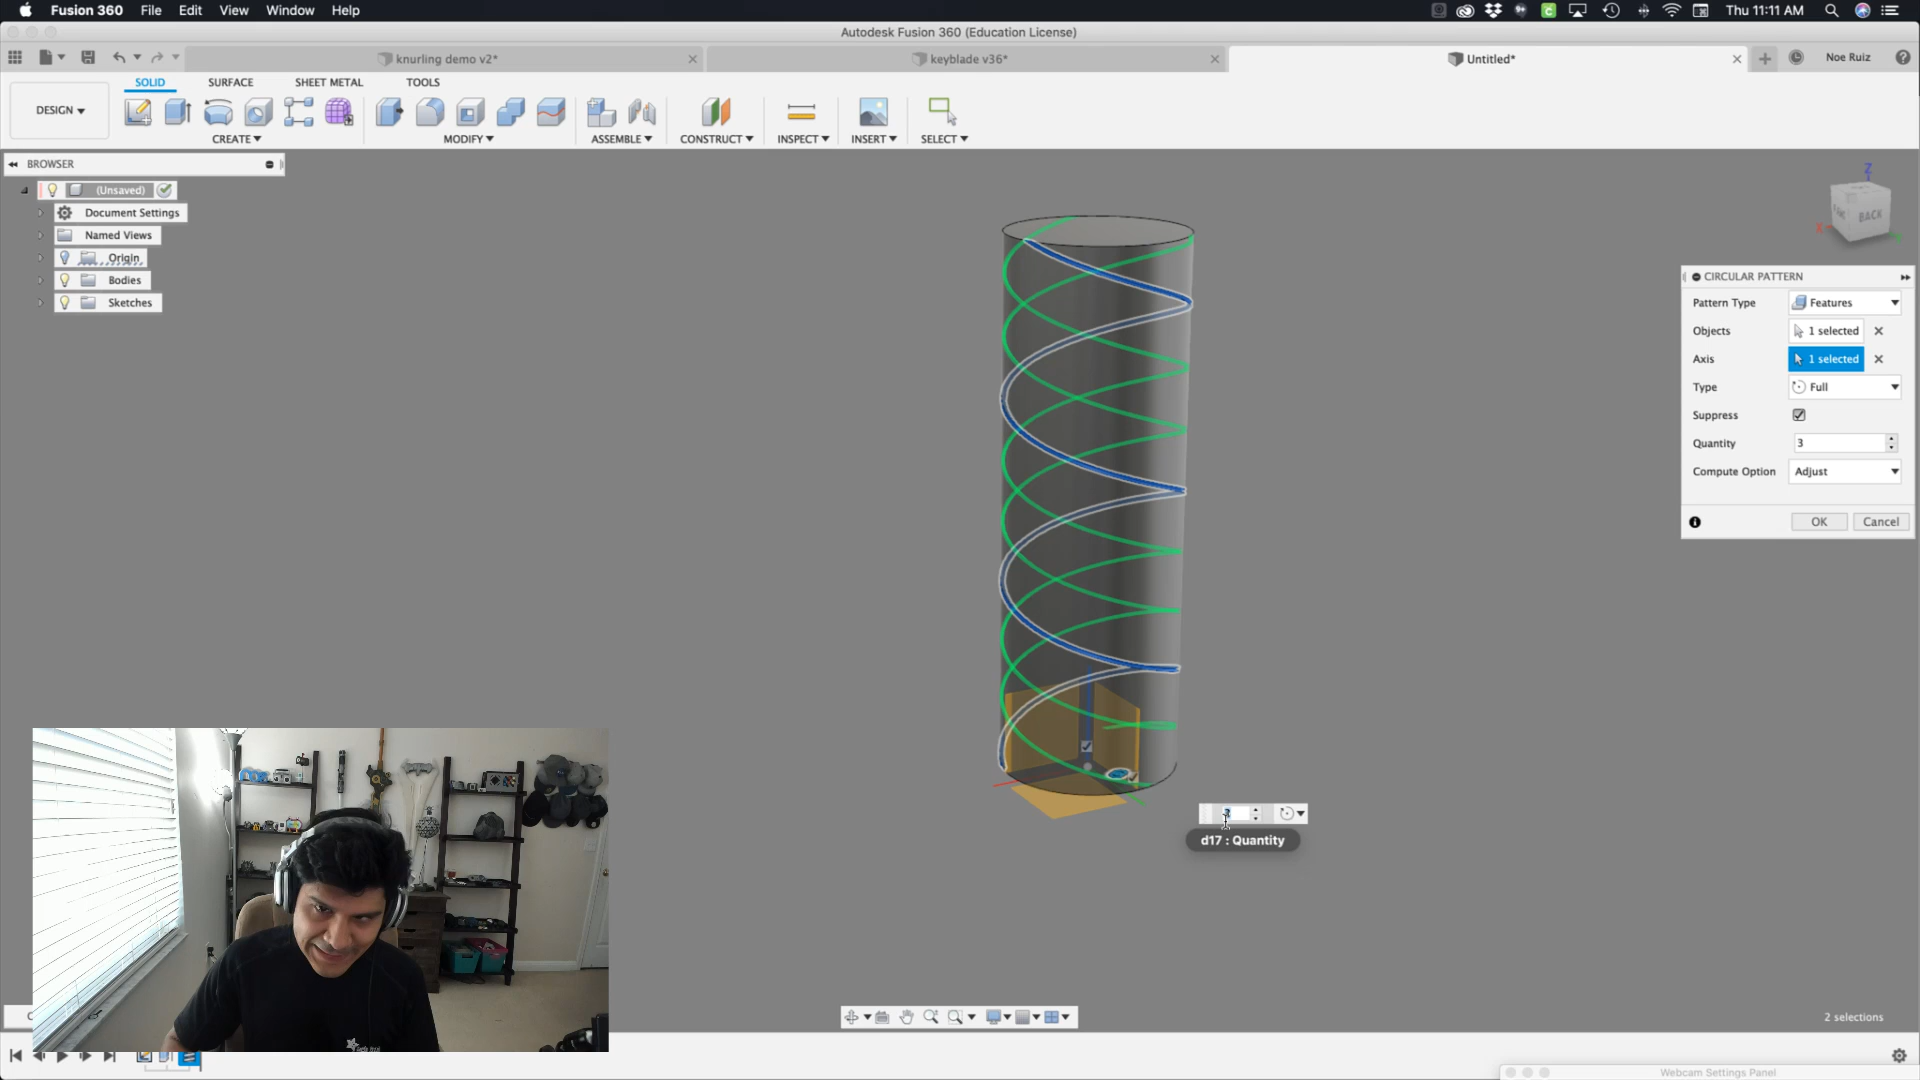 Fusion 360 File Edit View Window Help Thu 11:11 AM
Autodesk Fusion 360 (Education License)
knurling demo v2* keyblade v36* Untitled* Noe Ruiz
SOLID SURFACE SHEET METAL TOOLS
DESIGN
CREATE MODIFY ASSEMBLE CONSTRUCT INSPECT INSERT SELECT
BROWSER
(Unsaved)
Document Settings
Named Views
Origin
Bodies
Sketches
Z
BACK
X
CIRCULAR PATTERN
Pattern Type Features
Objects 1 selected
Axis 1 selected
Type Full
Suppress
Quantity 3
Compute Option Adjust
OK Cancel
d17 : Quantity
2 selections
Webcam Settings Panel